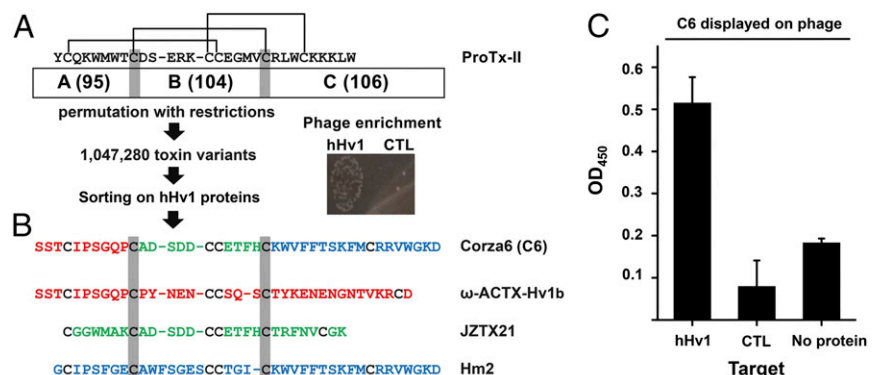 A
YCQKWMWTCDS-ERK-CCEGMVCRLWCKKKLW
ProTx-II
A (95) B (104) C (106)
permutation with restrictions
1,047,280 toxin variants
Sorting on hHv1 proteins
Phage enrichment
hHv1 CTL
B
SSTCIPSGQPCAD-SDD-CCETFHCKWVFFTSKFMCRRVWGKD
Corza6 (C6)
SSTCIPSGQPCPY-NEN-CCSQ-SCTYKENENGNTVKRCD
ω-ACTX-Hv1b
CGGWMAKCAD-SDD-CCETFHCTRFNVCGK
JZTX21
GCIPSFGECAWFSGESCCTGI-CKWVFFTSKFMCRRVWGKD
Hm2
C
C6 displayed on phage
OD450
0.6
0.5
0.4
0.3
0.2
0.1
hHv1 CTL No protein
Target